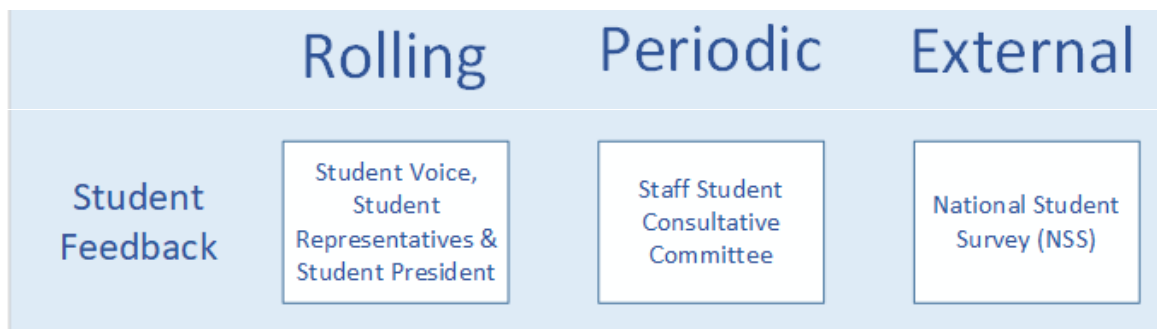 Rolling Periodic External
Student
Feedback
Student Voice,
Student
Representatives &
Student President
Staff Student
Consultative
Committee
National Student
Survey (NSS)